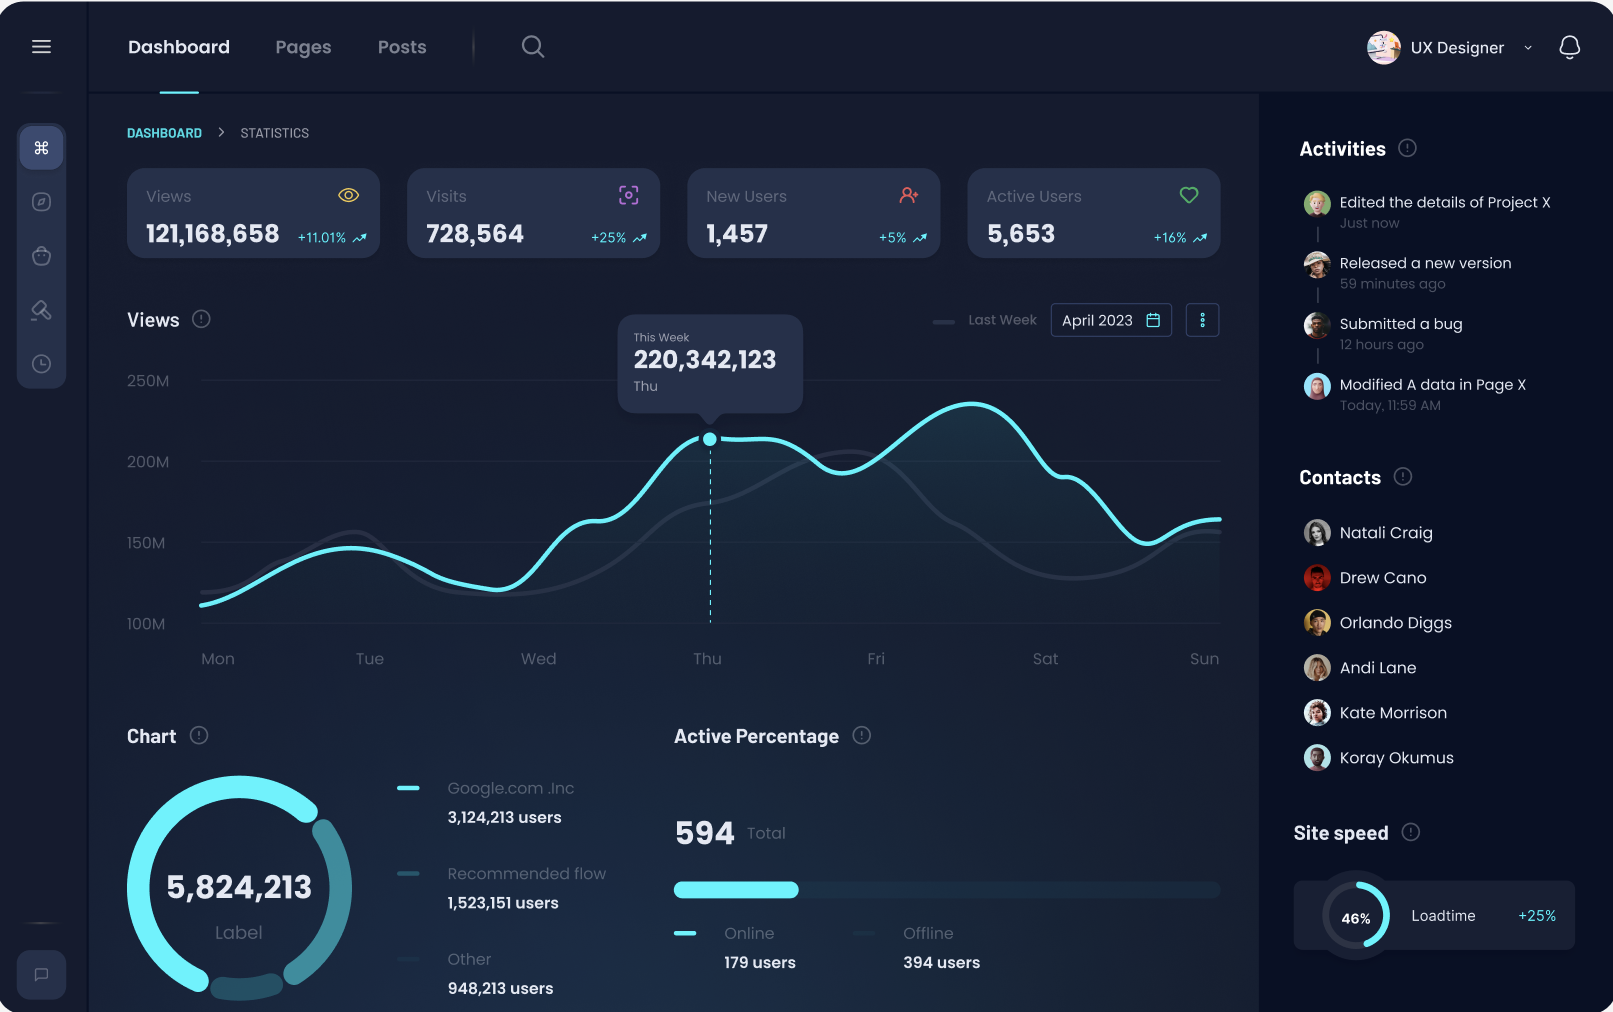 Dashboard
Pages
Posts
UX Designer
DASHBOARD > STATISTICS
Views
121,168,658
+11.01%
Visits
728,564
+25%
New Users
1,457
+5%
Active Users
5,653
+16%
Views
Last Week
April 2023
This Week
220,342,123
Thu
250M
200M
150M
100M
Mon
Tue
Wed
Thu
Fri
Sat
Sun
Chart
5,824,213
Label
Google.com .Inc
3,124,213 users
Recommended flow
1,523,151 users
Other
948,213 users
Active Percentage
594 Total
Online
179 users
Offline
394 users
Activities
Edited the details of Project X
Just now
Released a new version
59 minutes ago
Submitted a bug
12 hours ago
Modified A data in Page X
Today, 11:59 AM
Contacts
Natali Craig
Drew Cano
Orlando Diggs
Andi Lane
Kate Morrison
Koray Okumus
Site speed
46%
Loadtime
+25%